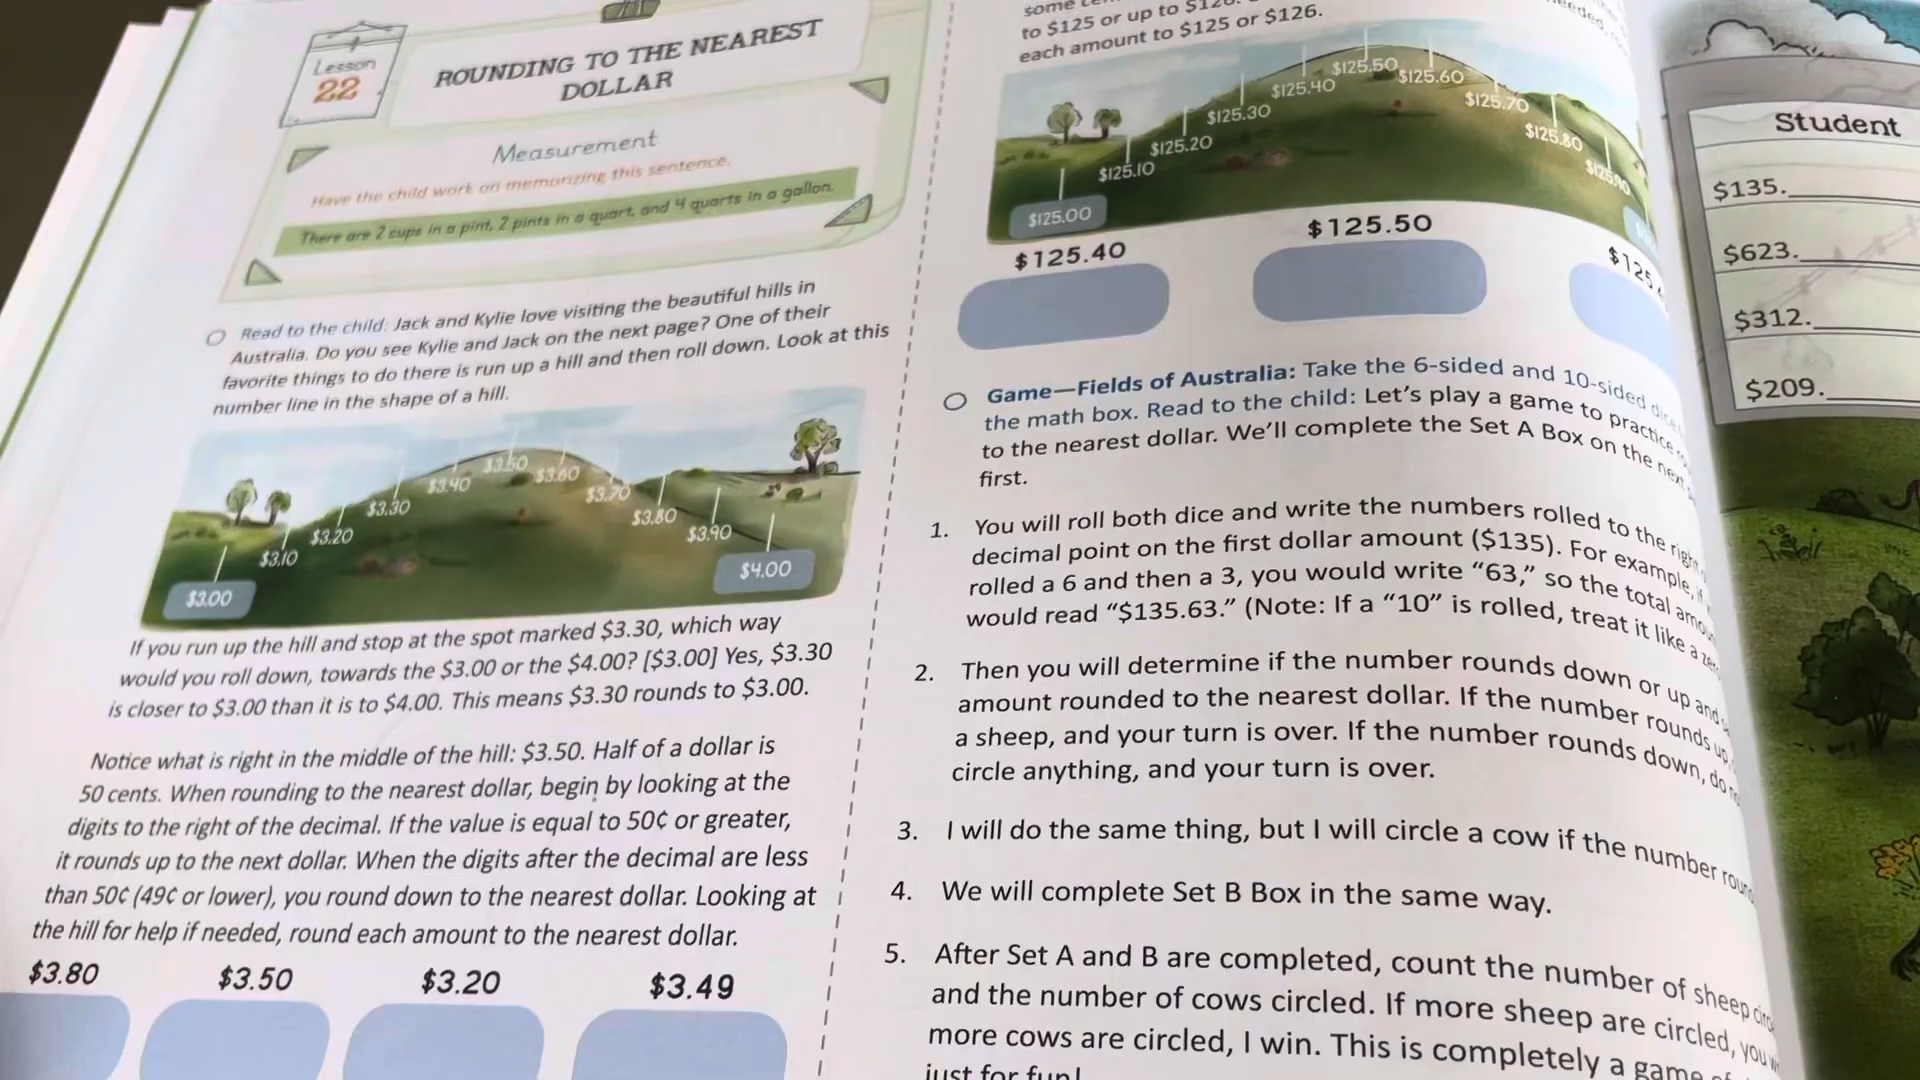 Lesson
22
ROUNDING TO THE NEAREST
DOLLAR
Measurement
Have the child work on memorizing this sentence.
There are 2 cups in a pint, 2 pints in a quart, and 4 quarts in a gallon.
Read to the child: Jack and Kylie love visiting the beautiful hills in
Australia. Do you see Kylie and Jack on the next page? One of their
favorite things to do there is run up a hill and then roll down. Look at this
number line in the shape of a hill.
$3.00
$3.10
$3.20
$3.30
$3.40
$3.50
$3.60
$3.70
$3.80
$3.90
$4.00
If you run up the hill and stop at the spot marked $3.30, which way
would you roll down, towards the $3.00 or the $4.00? [$3.00] Yes, $3.30
is closer to $3.00 than it is to $4.00. This means $3.30 rounds to $3.00.
Notice what is right in the middle of the hill: $3.50. Half of a dollar is
50 cents. When rounding to the nearest dollar, begin by looking at the
digits to the right of the decimal. If the value is equal to 50¢ or greater,
it rounds up to the next dollar. When the digits after the decimal are less
than 50¢ (49¢ or lower), you round down to the nearest dollar. Looking at
the hill for help if needed, round each amount to the nearest dollar.
$3.80 $3.50 $3.20 $3.49
some
to $125 or up to
each amount to $125 or $126.
$125.00
$125.10
$125.20
$125.30
$125.40
$125.50
$125.60
$125.70
$125.80
$125.90
$125.40 $125.50 $125.
Game—Fields of Australia: Take the 6-sided and 10-sided
the math box. Read to the child: Let's play a game to practice
to the nearest dollar. We'll complete the Set A Box on the
first.
1. You will roll both dice and write the numbers rolled to the
decimal point on the first dollar amount ($135). For example,
rolled a 6 and then a 3, you would write "63," so the total
would read "$135.63." (Note: If a "10" is rolled, treat it like a
2. Then you will determine if the number rounds down or up and
amount rounded to the nearest dollar. If the number rounds up
a sheep, and your turn is over. If the number rounds down, do
circle anything, and your turn is over.
3. I will do the same thing, but I will circle a cow if the number
4. We will complete Set B Box in the same way.
5. After Set A and B are completed, count the number of sheep
and the number of cows circled. If more sheep are circled, you
more cows are circled, I win. This is completely a game
just for fun!
Student
$135.
$623.
$312.
$209.